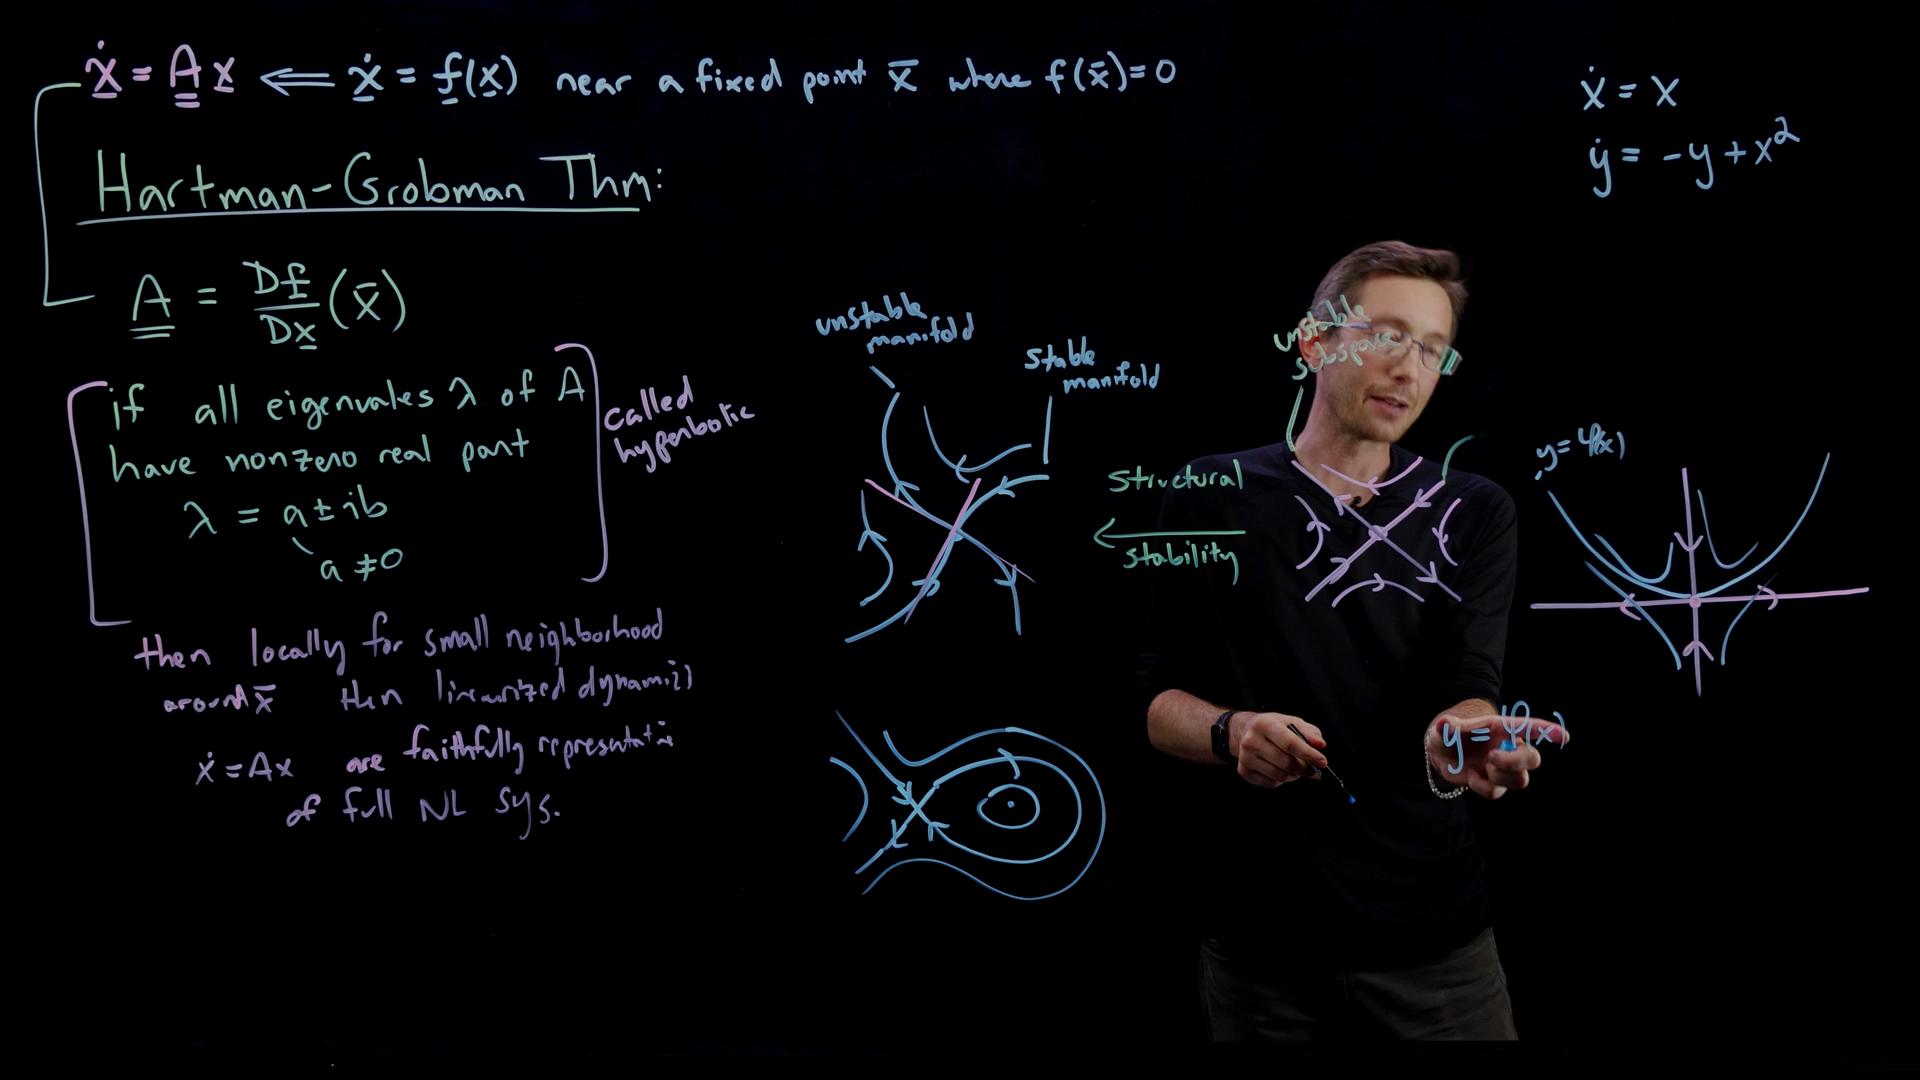 ẋ = A x ⟸ ẋ = f(x) near a fixed point x̄ where f(x̄)=0
Hartman-Grobman Thm:
A = Df/Dx (x̄)
if all eigenvales λ of A
have nonzero real part
λ = a ± ib
a ≠ 0
called
hyperbolic
then locally for small neighborhood
around x̄ then linearized dynamics
ẋ = Ax are faithfully representative
of full NL sys.
unstable
manifold
stable
manifold
structural
stability
unstable
subspace
ẋ = x
ẏ = -y + x²
y = φ(x)
y = φ(x)